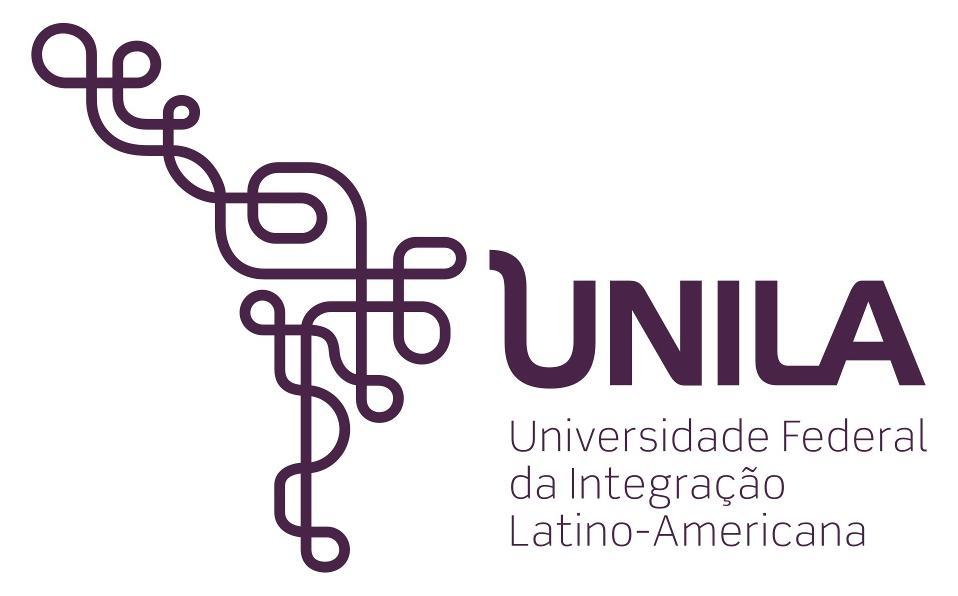 UNILA
Universidade Federal
da Integração
Latino-Americana